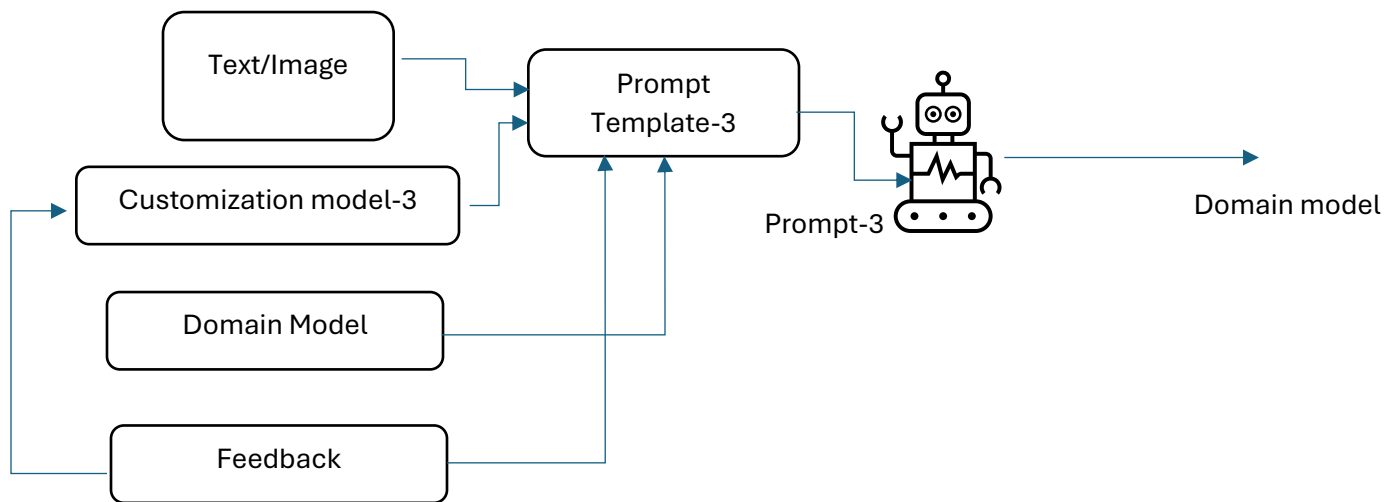 Text/Image
Prompt
Template-3
Customization model-3
Prompt-3
Domain model
Domain Model
Feedback